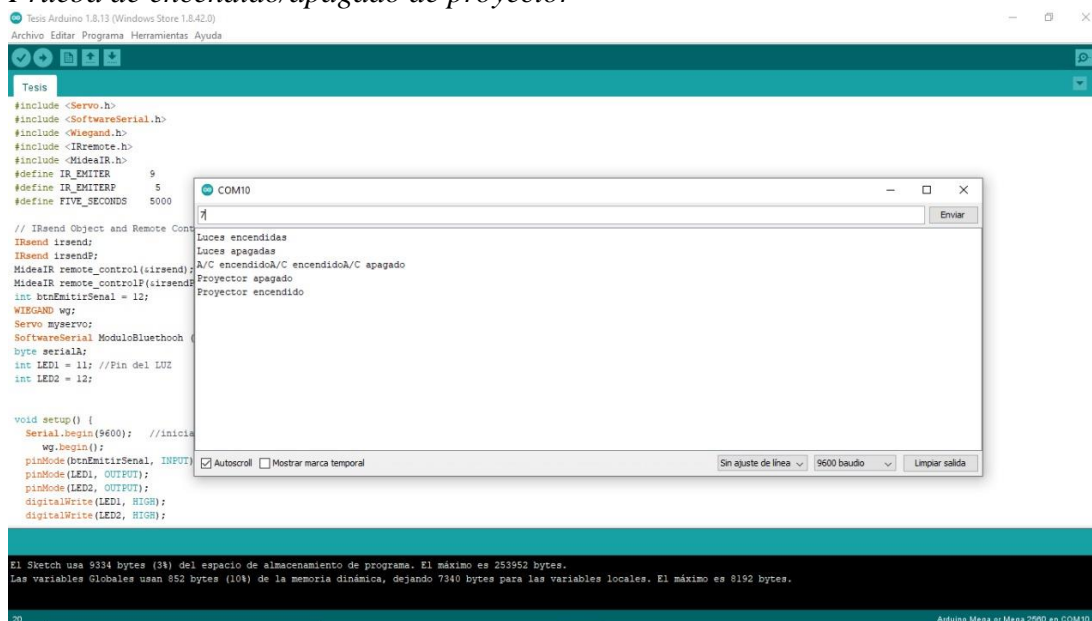 Prueba de encendido/apagado de proyector
Tesis Arduino 1.8.13 (Windows Store 1.8.42.0)
Archivo Editar Programa Herramientas Ayuda
Tesis
#include <Servo.h>
#include <SoftwareSerial.h>
#include <Wiegand.h>
#include <IRremote.h>
#include <MideaIR.h>
#define IR_EMITER 9
#define IR_EMITERP 5
#define FIVE_SECONDS 5000
// IRsend Object and Remote Cont
IRsend irsend;
IRsend irsendP;
MideaIR remote_control(&irsend);
MideaIR remote_controlP(&irsendP
int btnEmitirSenal = 12;
WIEGAND wg;
Servo myservo;
SoftwareSerial ModuloBluethooh (
byte serialA;
int LED1 = 11; //Pin del LUZ
int LED2 = 12;
void setup() {
Serial.begin(9600); //inicia
wg.begin();
pinMode(btnEmitirSenal, INPUT)
pinMode(LED1, OUTPUT);
pinMode(LED2, OUTPUT);
digitalWrite(LED1, HIGH);
digitalWrite(LED2, HIGH);
COM10
7
Enviar
Luces encendidas
Luces apagadas
A/C encendidoA/C encendidoA/C apagado
Proyector apagado
Proyector encendido
Autoscroll Mostrar marca temporal Sin ajuste de línea 9600 baudio Limpiar salida
El Sketch usa 9334 bytes (3%) del espacio de almacenamiento de programa. El máximo es 253952 bytes.
Las variables Globales usan 852 bytes (10%) de la memoria dinámica, dejando 7340 bytes para las variables locales. El máximo es 8192 bytes.
20 Arduino Mega or Mega 2560 en COM10